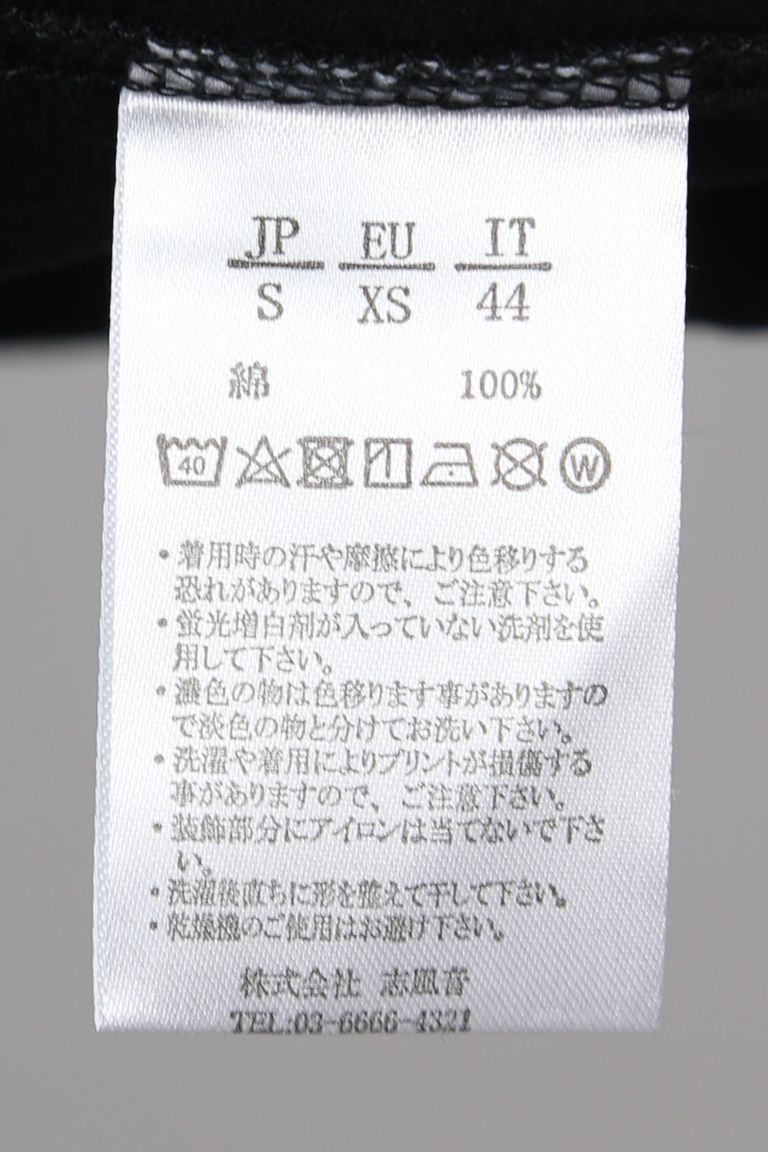 JP EU IT
S XS 44
綿 100%
40 W
・着用時の汗や摩擦により色移りする
恐れがありますので、ご注意下さい。
・蛍光増白剤が入っていない洗剤を使
用して下さい。
・濃色の物は色移ります事がありますの
で淡色の物と分けてお洗い下さい。
・洗濯や着用によりプリントが損傷する
事がありますので、ご注意下さい。
・装飾部分にアイロンは当てないで下さ
い。
・洗濯後直ちに形を整えて干して下さい。
・乾燥機のご使用はお避け下さい。
株式会社 志風音
TEL:03-6666-4321